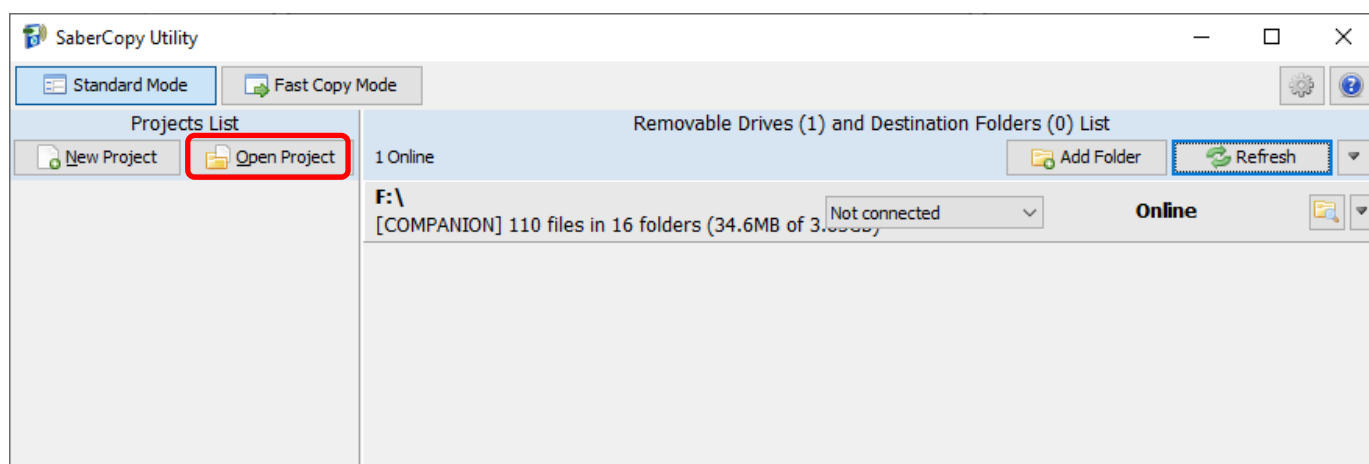 SaberCopy Utility
Standard Mode
Fast Copy Mode
Projects List
New Project
Open Project
Removable Drives (1) and Destination Folders (0) List
1 Online
Add Folder
Refresh
F:\
[COMPANION] 110 files in 16 folders (34.6MB of
Not connected
Online